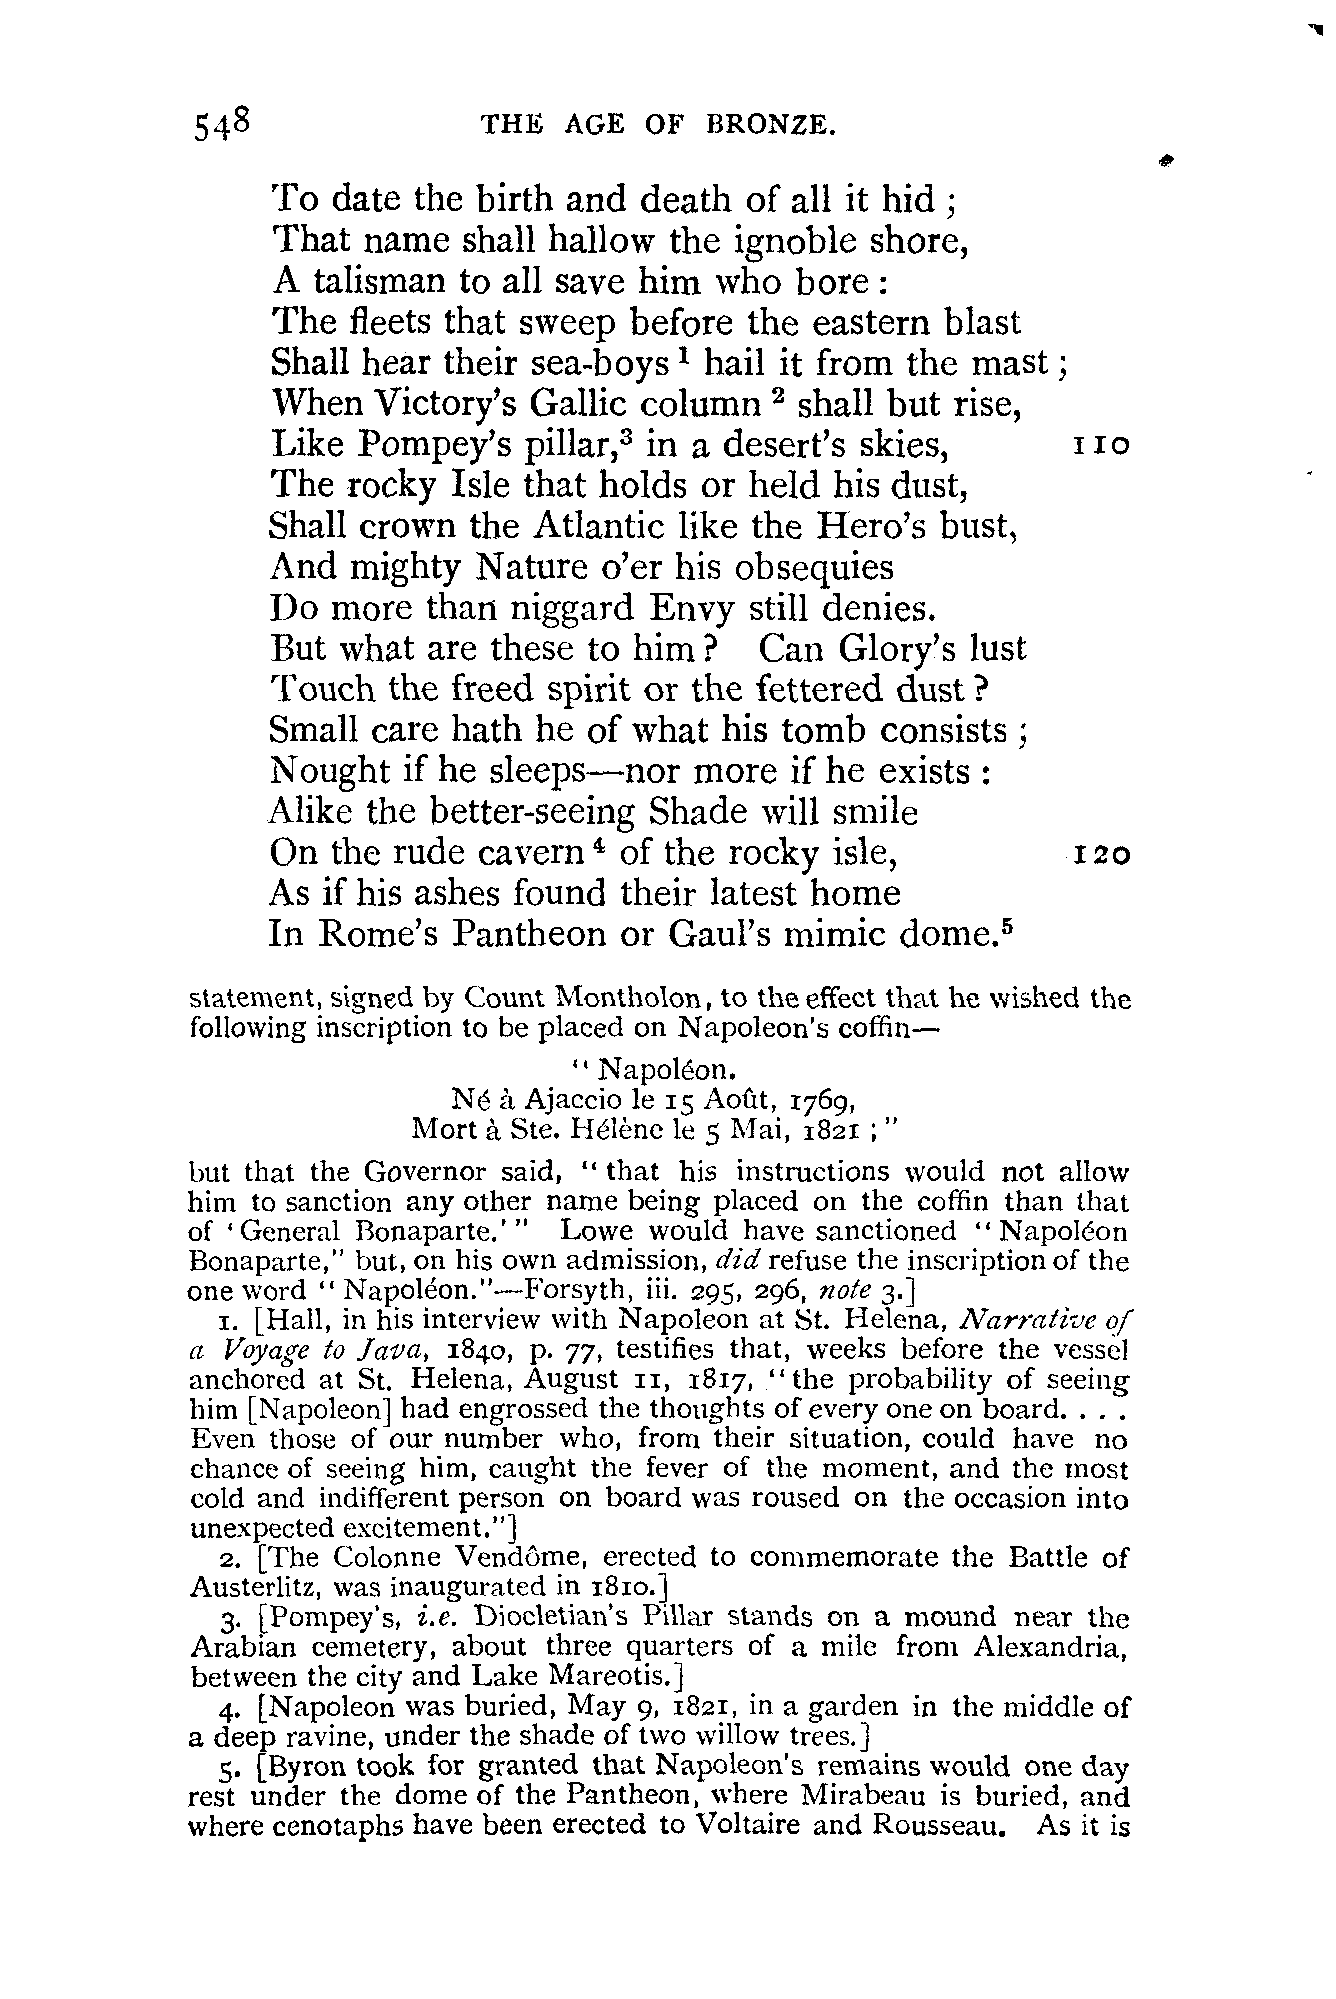 548 THE AGE OF BRONZE.
To date the birth and death of all it hid ;
That name shall hallow the ignoble shore,
A talisman to all save him who bore :
The fleets that sweep before the eastern blast
Shall hear their sea-boys ¹ hail it from the mast ;
When Victory's Gallic column ² shall but rise,
Like Pompey's pillar,³ in a desert's skies, 110
The rocky Isle that holds or held his dust,
Shall crown the Atlantic like the Hero's bust,
And mighty Nature o'er his obsequies
Do more than niggard Envy still denies.
But what are these to him ? Can Glory's lust
Touch the freed spirit or the fettered dust ?
Small care hath he of what his tomb consists ;
Nought if he sleeps—nor more if he exists :
Alike the better-seeing Shade will smile
On the rude cavern ⁴ of the rocky isle, 120
As if his ashes found their latest home
In Rome's Pantheon or Gaul's mimic dome.⁵
statement, signed by Count Montholon, to the effect that he wished the
following inscription to be placed on Napoleon's coffin—
" Napoléon.
Né à Ajaccio le 15 Août, 1769,
Mort à Ste. Hélène le 5 Mai, 1821 ; "
but that the Governor said, " that his instructions would not allow
him to sanction any other name being placed on the coffin than that
of ' General Bonaparte.' " Lowe would have sanctioned " Napoléon
Bonaparte," but, on his own admission, did refuse the inscription of the
one word " Napoléon."—Forsyth, iii. 295, 296, note 3.]
1. [Hall, in his interview with Napoleon at St. Helena, Narrative of
a Voyage to Java, 1840, p. 77, testifies that, weeks before the vessel
anchored at St. Helena, August 11, 1817, "the probability of seeing
him [Napoleon] had engrossed the thoughts of every one on board. . . .
Even those of our number who, from their situation, could have no
chance of seeing him, caught the fever of the moment, and the most
cold and indifferent person on board was roused on the occasion into
unexpected excitement."]
2. [The Colonne Vendôme, erected to commemorate the Battle of
Austerlitz, was inaugurated in 1810.]
3. [Pompey's, i.e. Diocletian's Pillar stands on a mound near the
Arabian cemetery, about three quarters of a mile from Alexandria,
between the city and Lake Mareotis.]
4. [Napoleon was buried, May 9, 1821, in a garden in the middle of
a deep ravine, under the shade of two willow trees.]
5. [Byron took for granted that Napoleon's remains would one day
rest under the dome of the Pantheon, where Mirabeau is buried, and
where cenotaphs have been erected to Voltaire and Rousseau. As it is